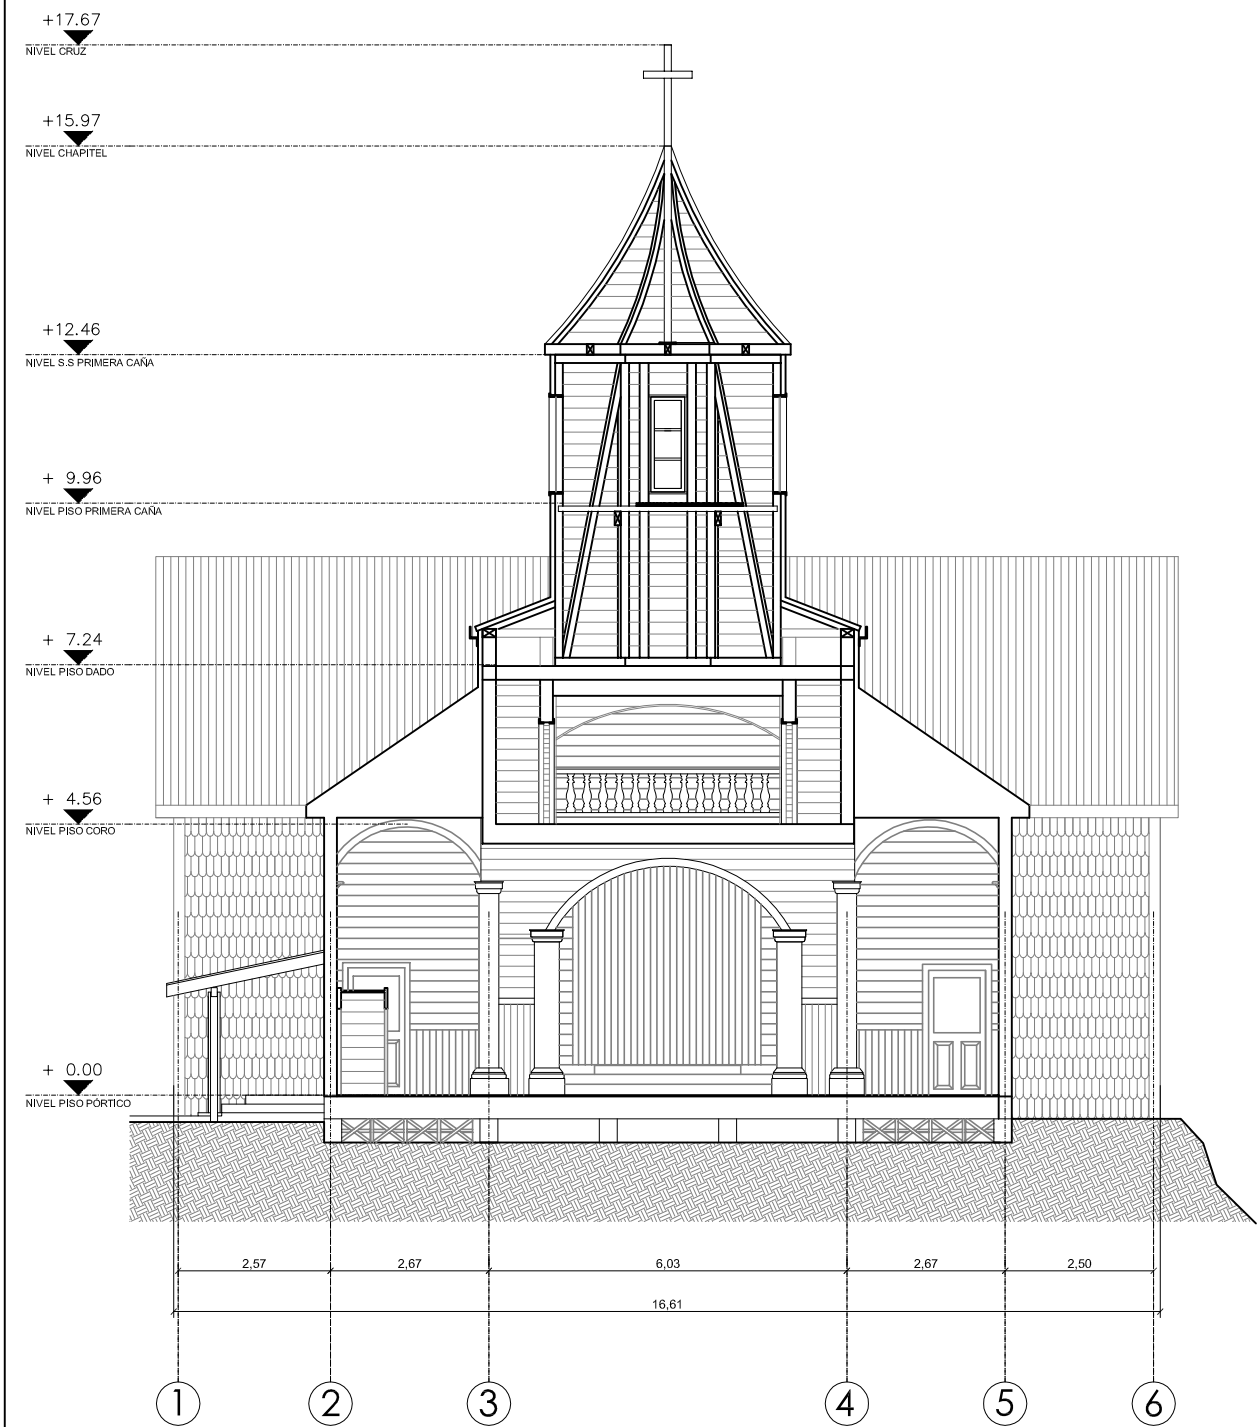 +17.67
NIVEL CRUZ
+15.97
NIVEL CHAPITEL
+12.46
NIVEL S.S PRIMERA CAÑA
+ 9.96
NIVEL PISO PRIMERA CAÑA
+ 7.24
NIVEL PISO DADO
+ 4.56
NIVEL PISO CORO
+ 0.00
NIVEL PISO PÓRTICO
2,57 2,67 6,03 2,67 2,50
16,61
1 2 3 4 5 6